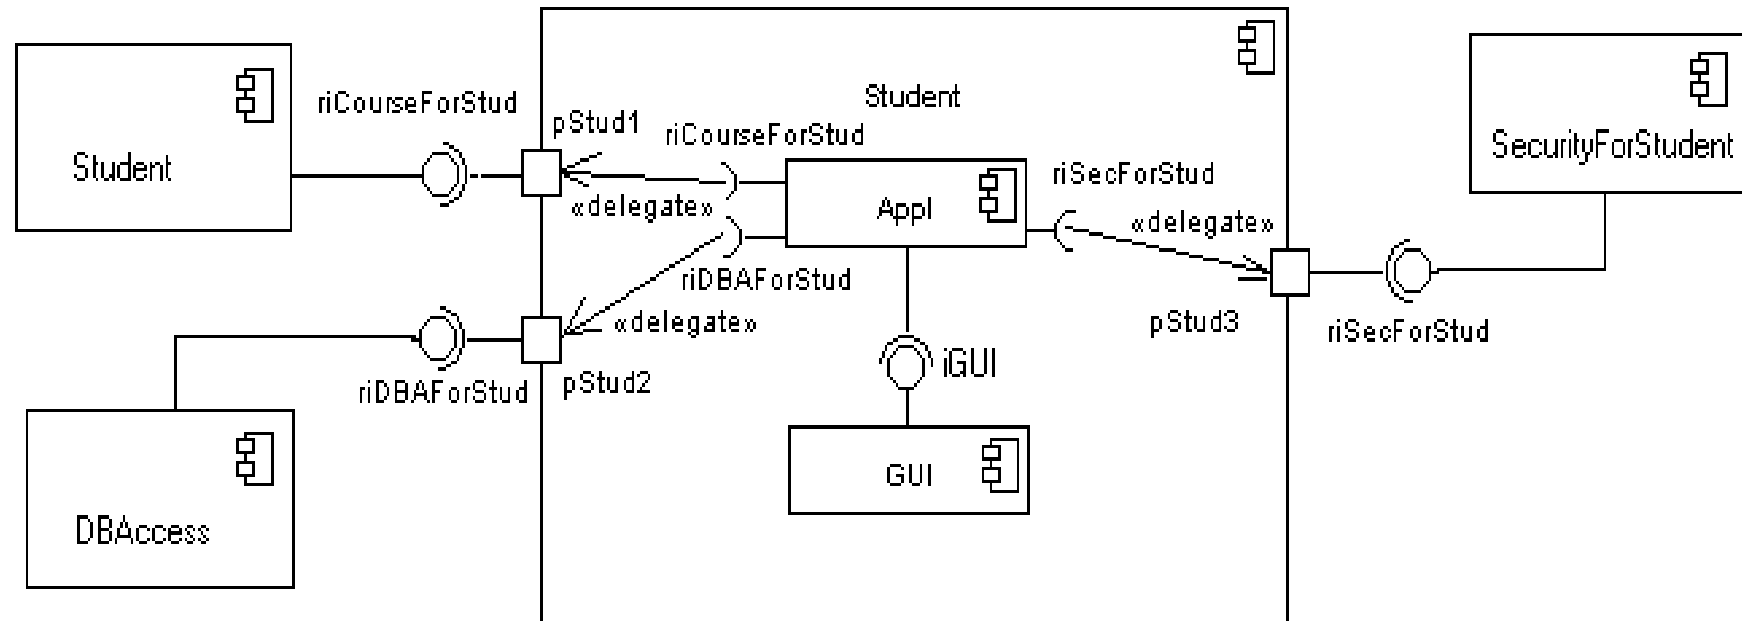 Student
riCourseForStud
pStud1
Student
riCourseForStud
«delegate»
Appl
riSecForStud
«delegate»
SecurityForStudent
riDBAForStud
«delegate»
pStud3
riSecForStud
riDBAForStud
pStud2
iGUI
GUI
DBAccess